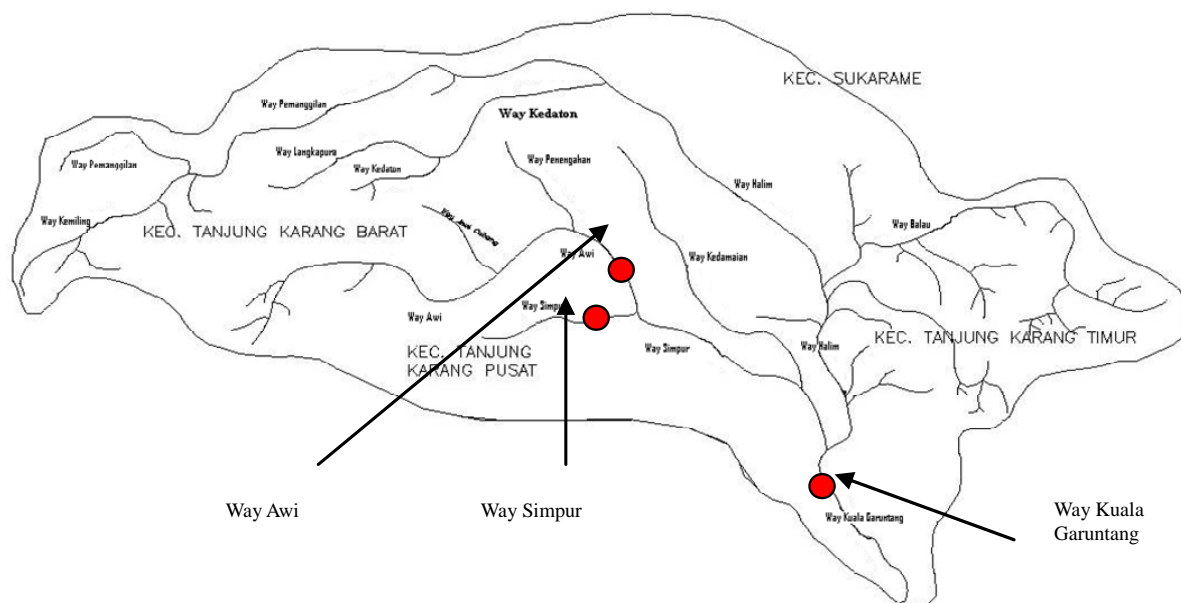 KEC. SUKARAME
Way Pemanggilan
Way Kedaton
Way Langkapura
Way Pemanggilan
Way Kedaton
Way Penengahan
Way Halim
Way Kemiling
Way Balau
KEC. TANJUNG KARANG BARAT
Way Awi
Way Kedamaian
Way Simpur
Way Awi
KEC. TANJUNG
KARANG PUSAT
Way Simpur
Way Halim
KEC. TANJUNG KARANG TIMUR
Way Awi
Way Simpur
Way Kuala Garuntang
Way Kuala
Garuntang